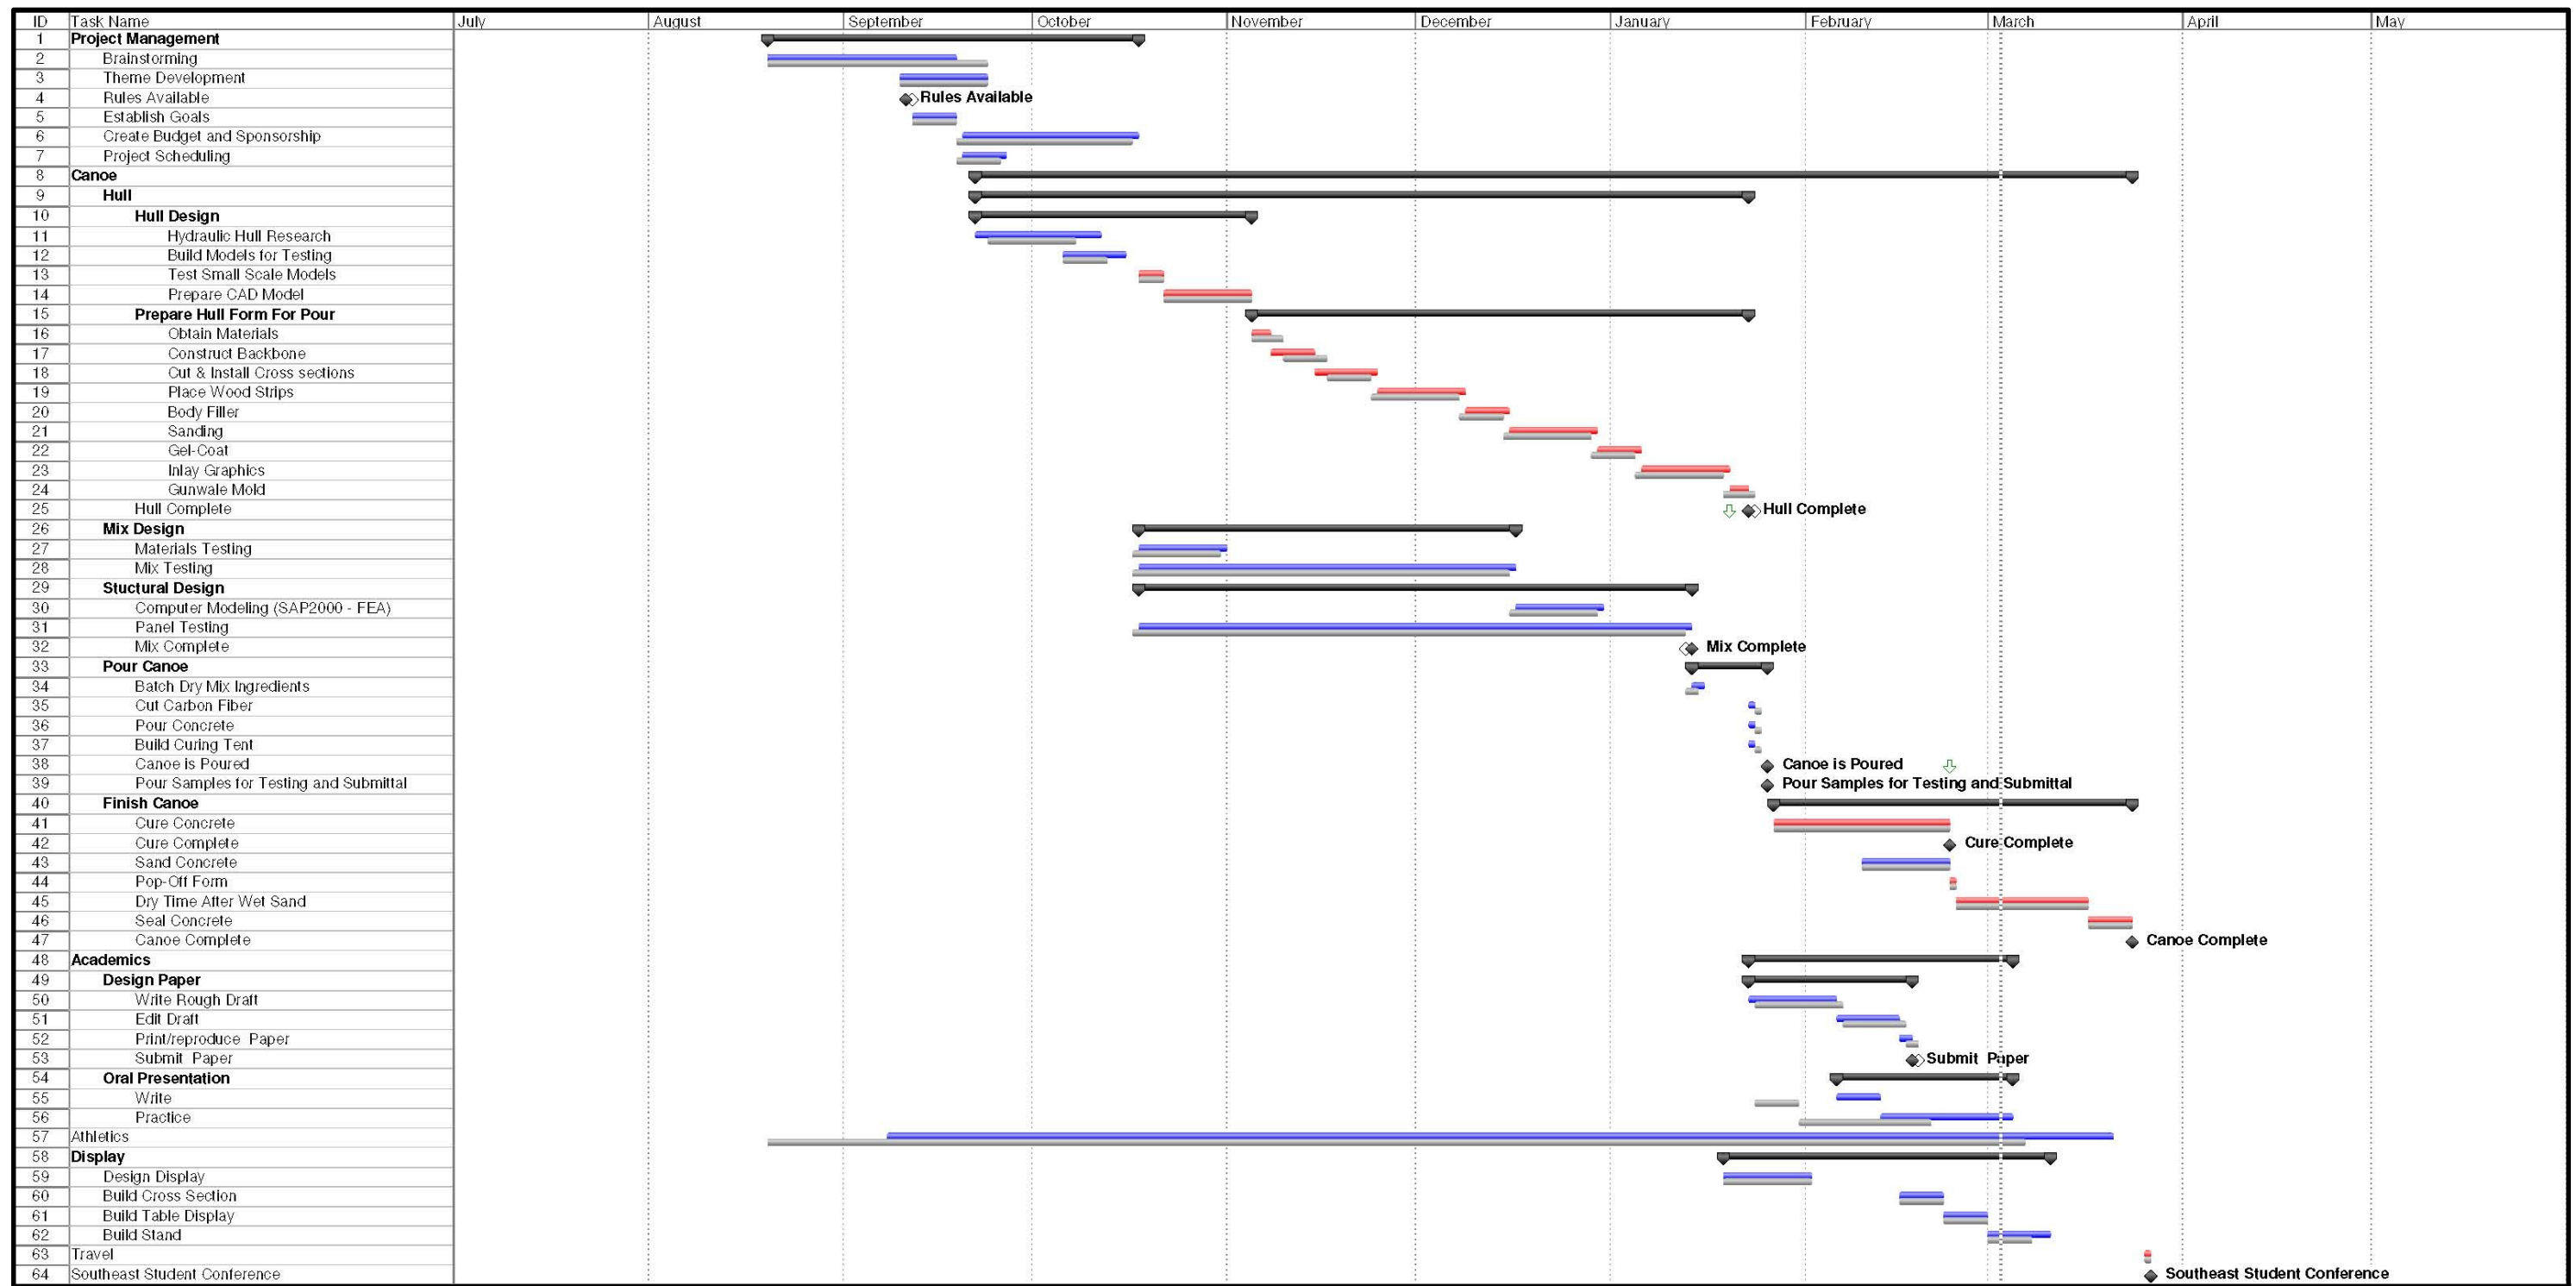 ID Task Name July August September October November December January February March April May
1 Project Management
2 Brainstorming
3 Theme Development
4 Rules Available Rules Available
5 Establish Goals
6 Create Budget and Sponsorship
7 Project Scheduling
8 Canoe
9 Hull
10 Hull Design
11 Hydraulic Hull Research
12 Build Models for Testing
13 Test Small Scale Models
14 Prepare CAD Model
15 Prepare Hull Form For Pour
16 Obtain Materials
17 Construct Backbone
18 Cut & Install Cross sections
19 Place Wood Strips
20 Body Filler
21 Sanding
22 Gel-Coat
23 Inlay Graphics
24 Gunwale Mold
25 Hull Complete Hull Complete
26 Mix Design
27 Materials Testing
28 Mix Testing
29 Stuctural Design
30 Computer Modeling (SAP2000 - FEA)
31 Panel Testing
32 Mix Complete Mix Complete
33 Pour Canoe
34 Batch Dry Mix Ingredients
35 Cut Carbon Fiber
36 Pour Concrete
37 Build Curing Tent
38 Canoe is Poured Canoe is Poured
39 Pour Samples for Testing and Submittal Pour Samples for Testing and Submittal
40 Finish Canoe
41 Cure Concrete
42 Cure Complete Cure Complete
43 Sand Concrete
44 Pop-Off Form
45 Dry Time After Wet Sand
46 Seal Concrete
47 Canoe Complete Canoe Complete
48 Academics
49 Design Paper
50 Write Rough Draft
51 Edit Draft
52 Print/reproduce Paper
53 Submit Paper Submit Paper
54 Oral Presentation
55 Write
56 Practice
57 Athletics
58 Display
59 Design Display
60 Build Cross Section
61 Build Table Display
62 Build Stand
63 Travel
64 Southeast Student Conference Southeast Student Conference